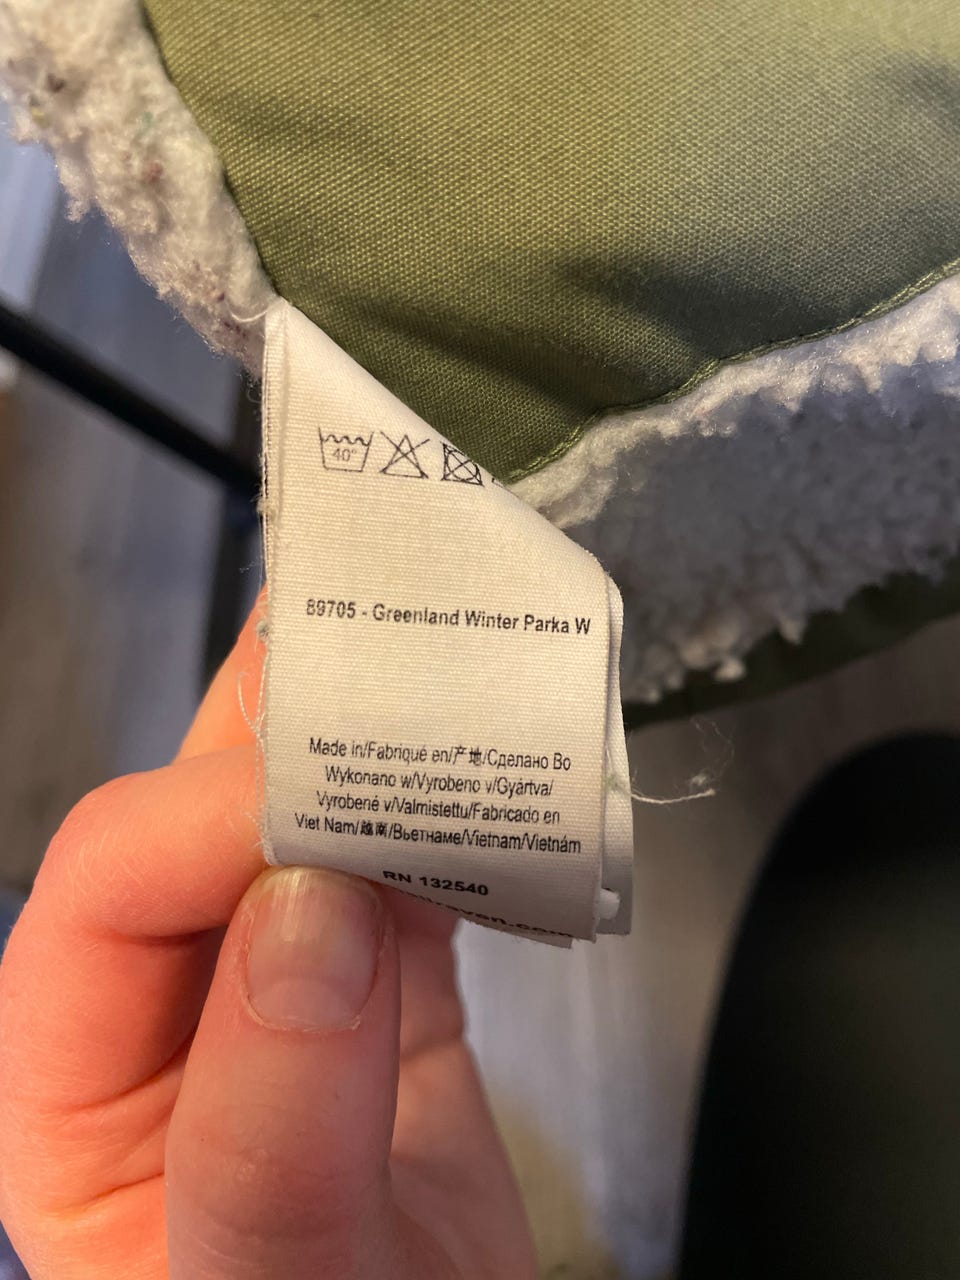 40°
89705 - Greenland Winter Parka W
Made in/Fabriqué en/产地/Сделано Во
Wykonano w/Vyrobeno v/Gyártva/
Vyrobené v/Valmistettu/Fabricado en
Viet Nam/越南/Вьетнаме/Vietnam/Vietnám
RN 132540